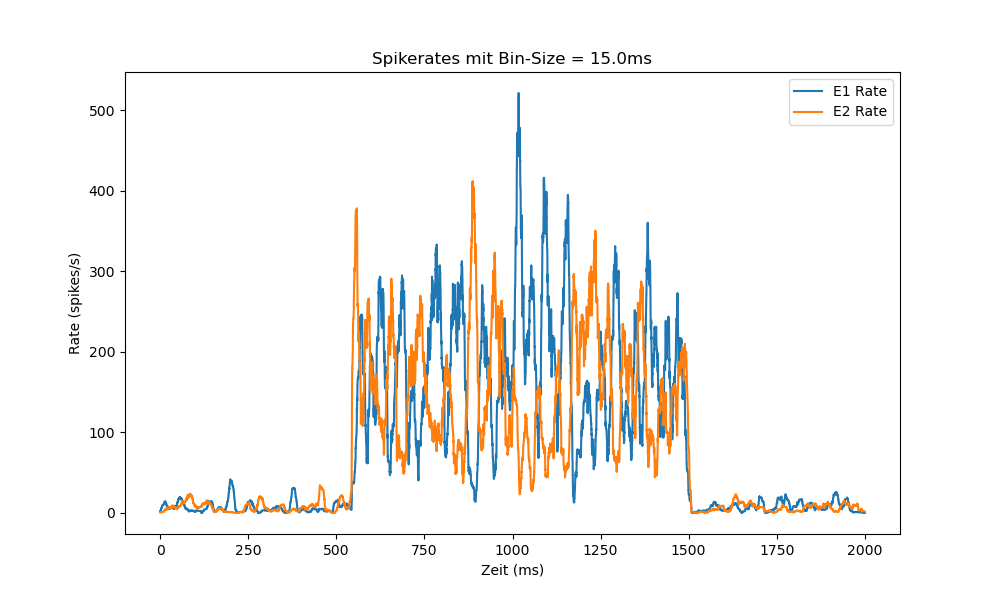 Spikerates mit Bin-Size = 15.0ms
E1 Rate
E2 Rate
Rate (spikes/s)
500
400
300
200
100
0
0 250 500 750 1000 1250 1500 1750 2000
Zeit (ms)